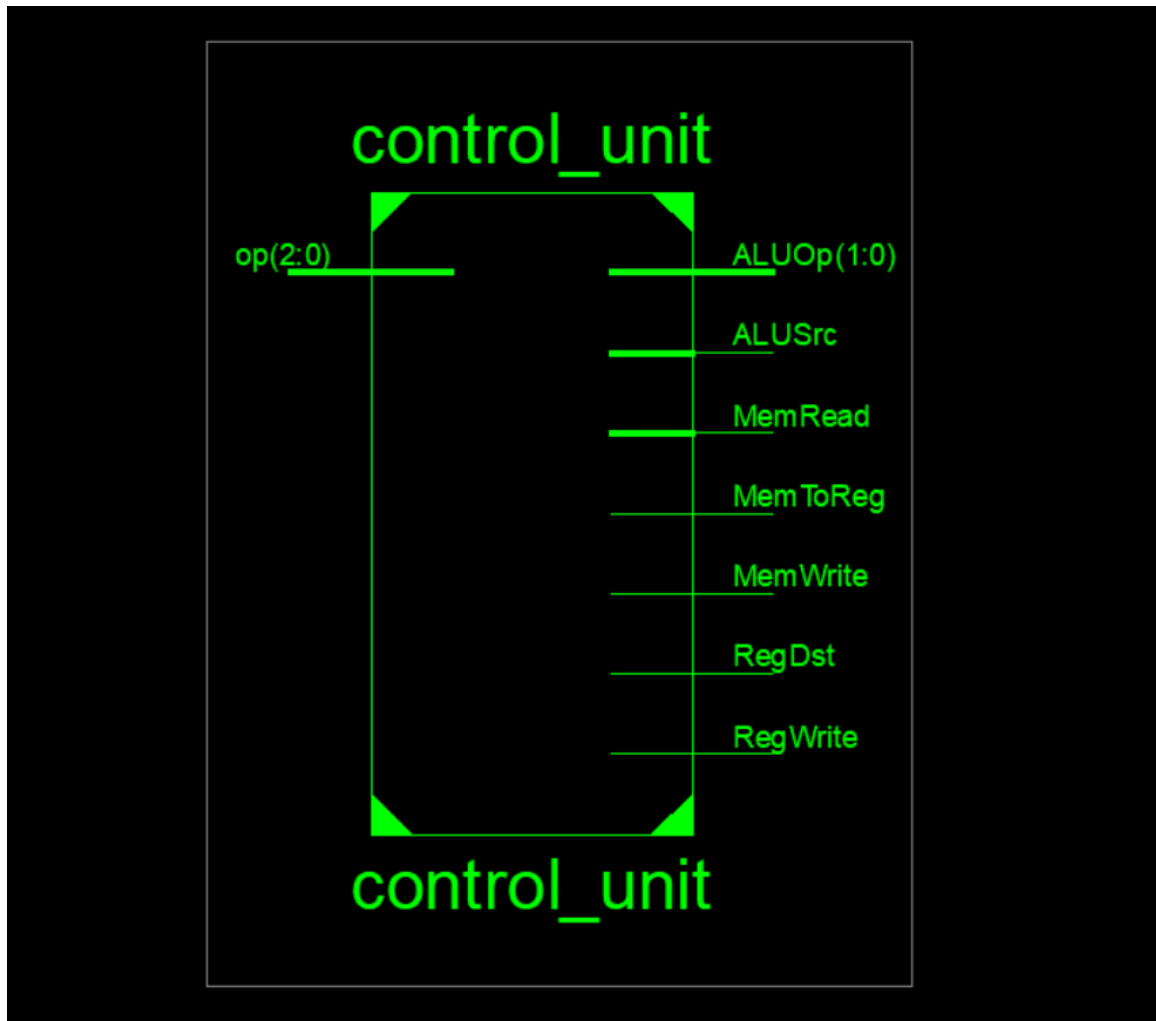 control_unit
op(2:0)
ALUOp(1:0)
ALUSrc
MemRead
MemToReg
MemWrite
RegDst
RegWrite
control_unit